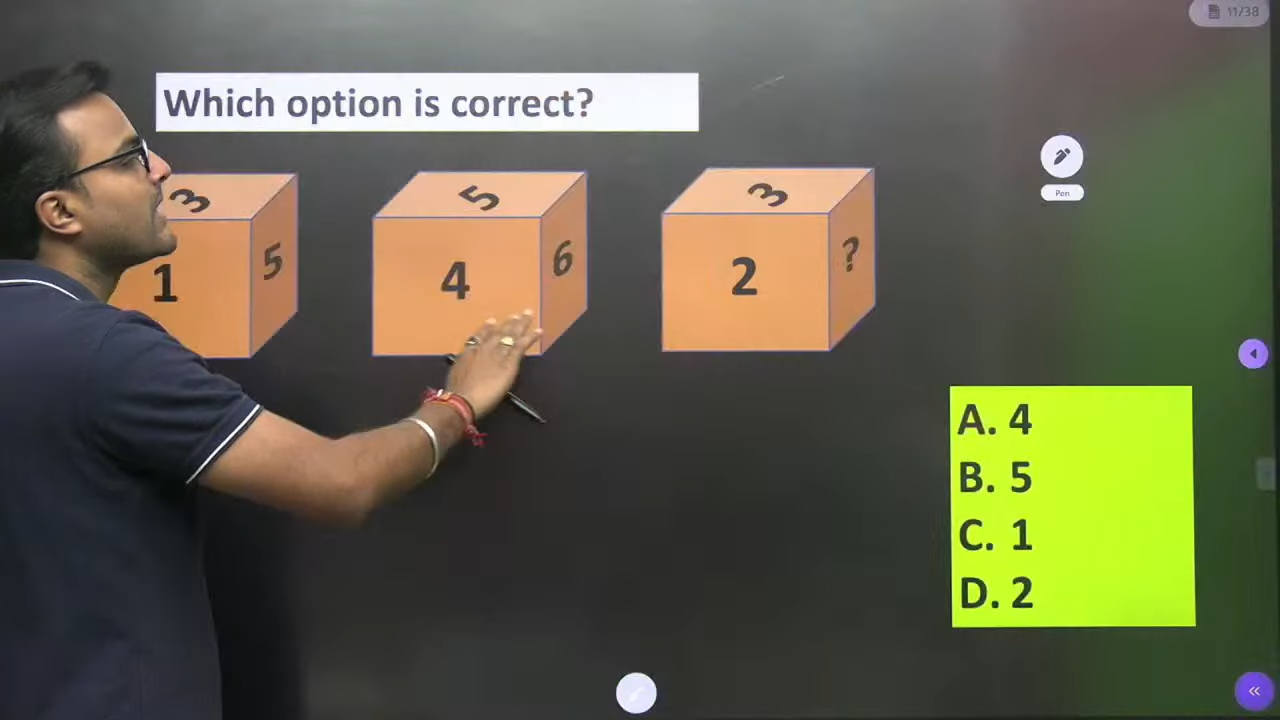 11/38
Which option is correct?
3
1
5
5
4
6
3
2
?
Pen
A. 4
B. 5
C. 1
D. 2